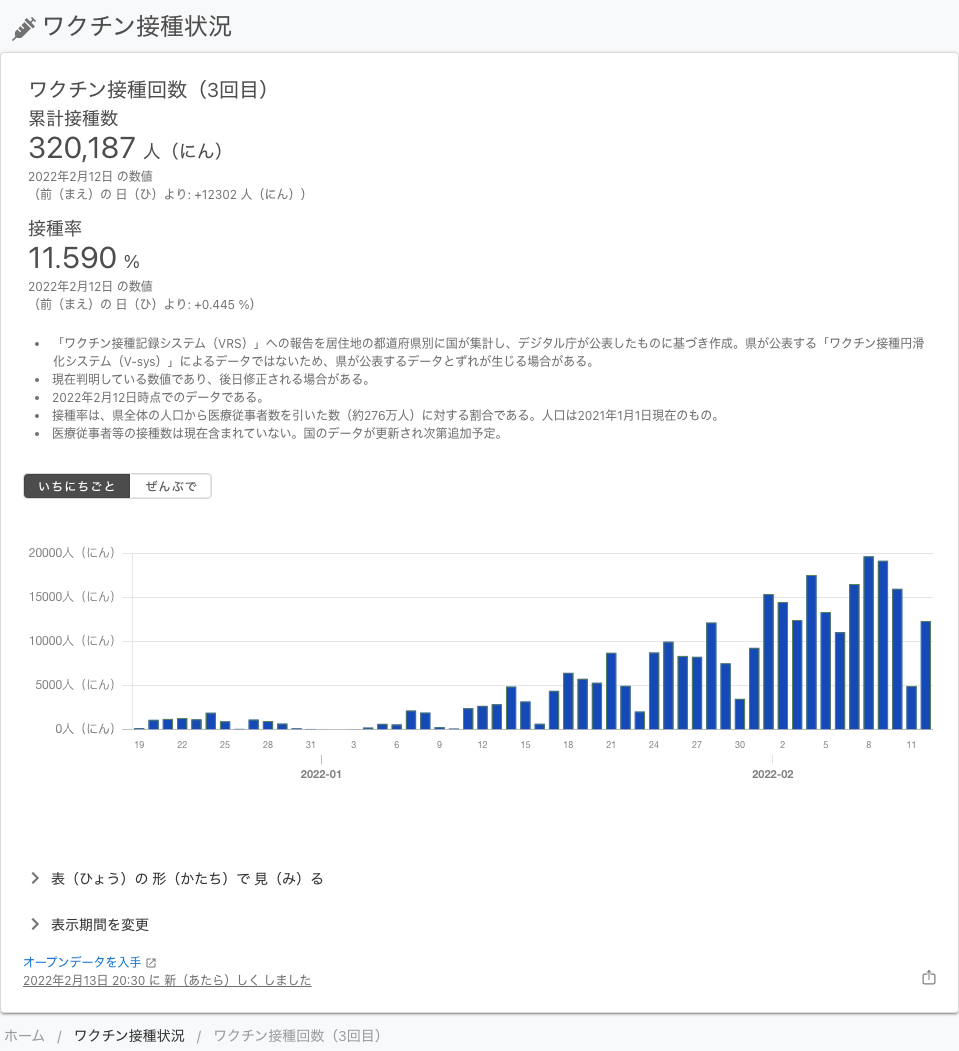 ワクチン接種状況
ワクチン接種回数（3回目）
累計接種数
320,187 人（にん）
2022年2月12日 の数値
（前（まえ）の 日（ひ）より: +12302 人（にん））
接種率
11.590 %
2022年2月12日 の数値
（前（まえ）の 日（ひ）より: +0.445 %）
• 「ワクチン接種記録システム（VRS）」への報告を居住地の都道府県別に国が集計し、デジタル庁が公表したものに基づき作成。県が公表する「ワクチン接種円滑
化システム（V-sys）」によるデータではないため、県が公表するデータとずれが生じる場合がある。
• 現在判明している数値であり、後日修正される場合がある。
• 2022年2月12日時点でのデータである。
• 接種率は、県全体の人口から医療従事者数を引いた数（約276万人）に対する割合である。人口は2021年1月1日現在のもの。
• 医療従事者等の接種数は現在含まれていない。国のデータが更新され次第追加予定。
いちにちごと ぜんぶで
20000人（にん）
15000人（にん）
10000人（にん）
5000人（にん）
0人（にん）
19 22 25 28 31 3 6 9 12 15 18 21 24 27 30 2 5 8 11
2022-01 2022-02
表（ひょう）の 形（かたち）で 見（み）る
表示期間を変更
オープンデータを入手
2022年2月13日 20:30 に 新（あたら）しく しました
ホーム / ワクチン接種状況 / ワクチン接種回数（3回目）